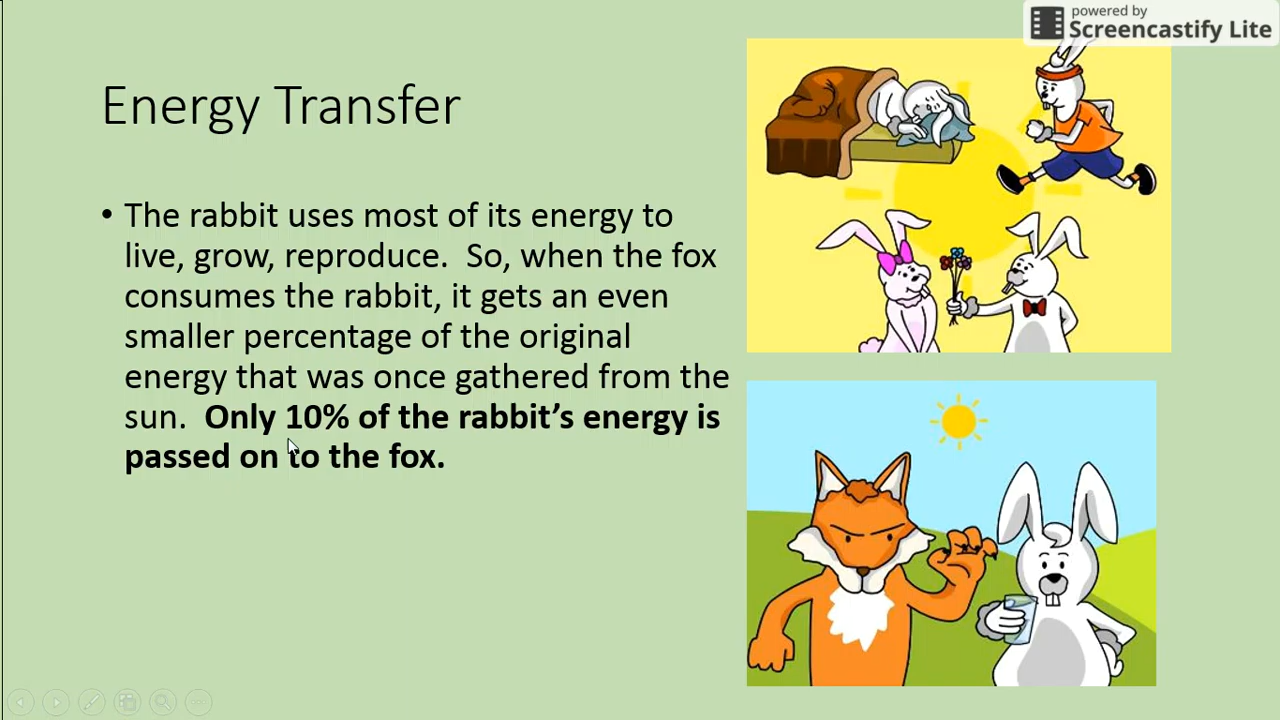 powered by
Screencastify Lite
Energy Transfer
• The rabbit uses most of its energy to
live, grow, reproduce.  So, when the fox
consumes the rabbit, it gets an even
smaller percentage of the original
energy that was once gathered from the
sun.  Only 10% of the rabbit’s energy is
passed on to the fox.